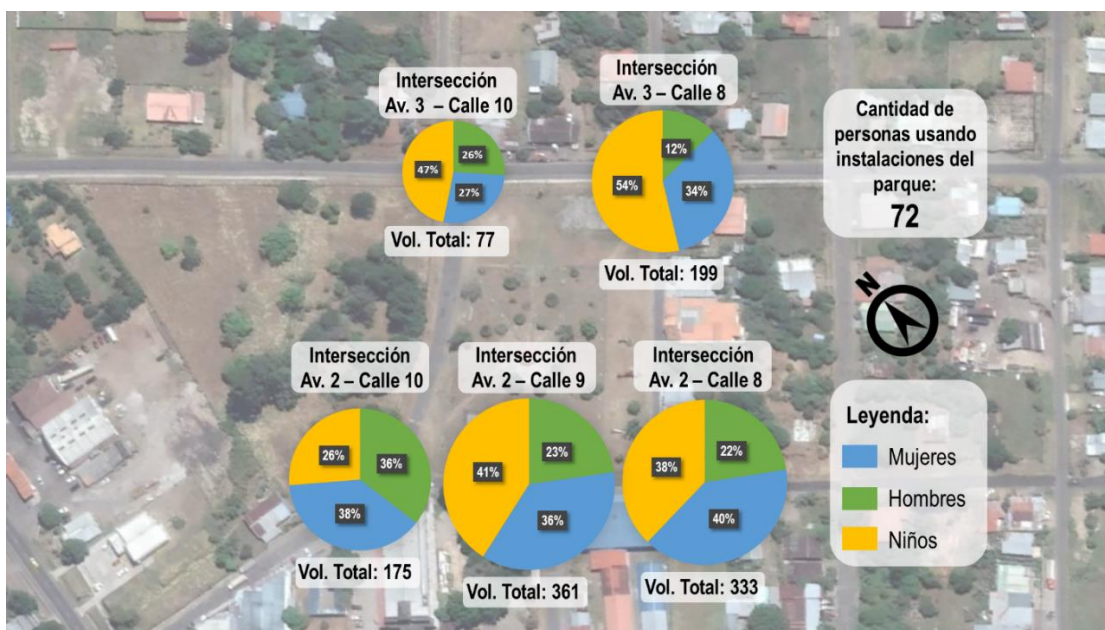 Intersección
Av. 3 – Calle 10
26%
47%
27%
Vol. Total: 77
Intersección
Av. 3 – Calle 8
12%
54%
34%
Vol. Total: 199
Cantidad de
personas usando
instalaciones del
parque:
72
N
Intersección
Av. 2 – Calle 10
26%
36%
38%
Vol. Total: 175
Intersección
Av. 2 – Calle 9
23%
41%
36%
Vol. Total: 361
Intersección
Av. 2 – Calle 8
22%
38%
40%
Vol. Total: 333
Leyenda:
Mujeres
Hombres
Niños